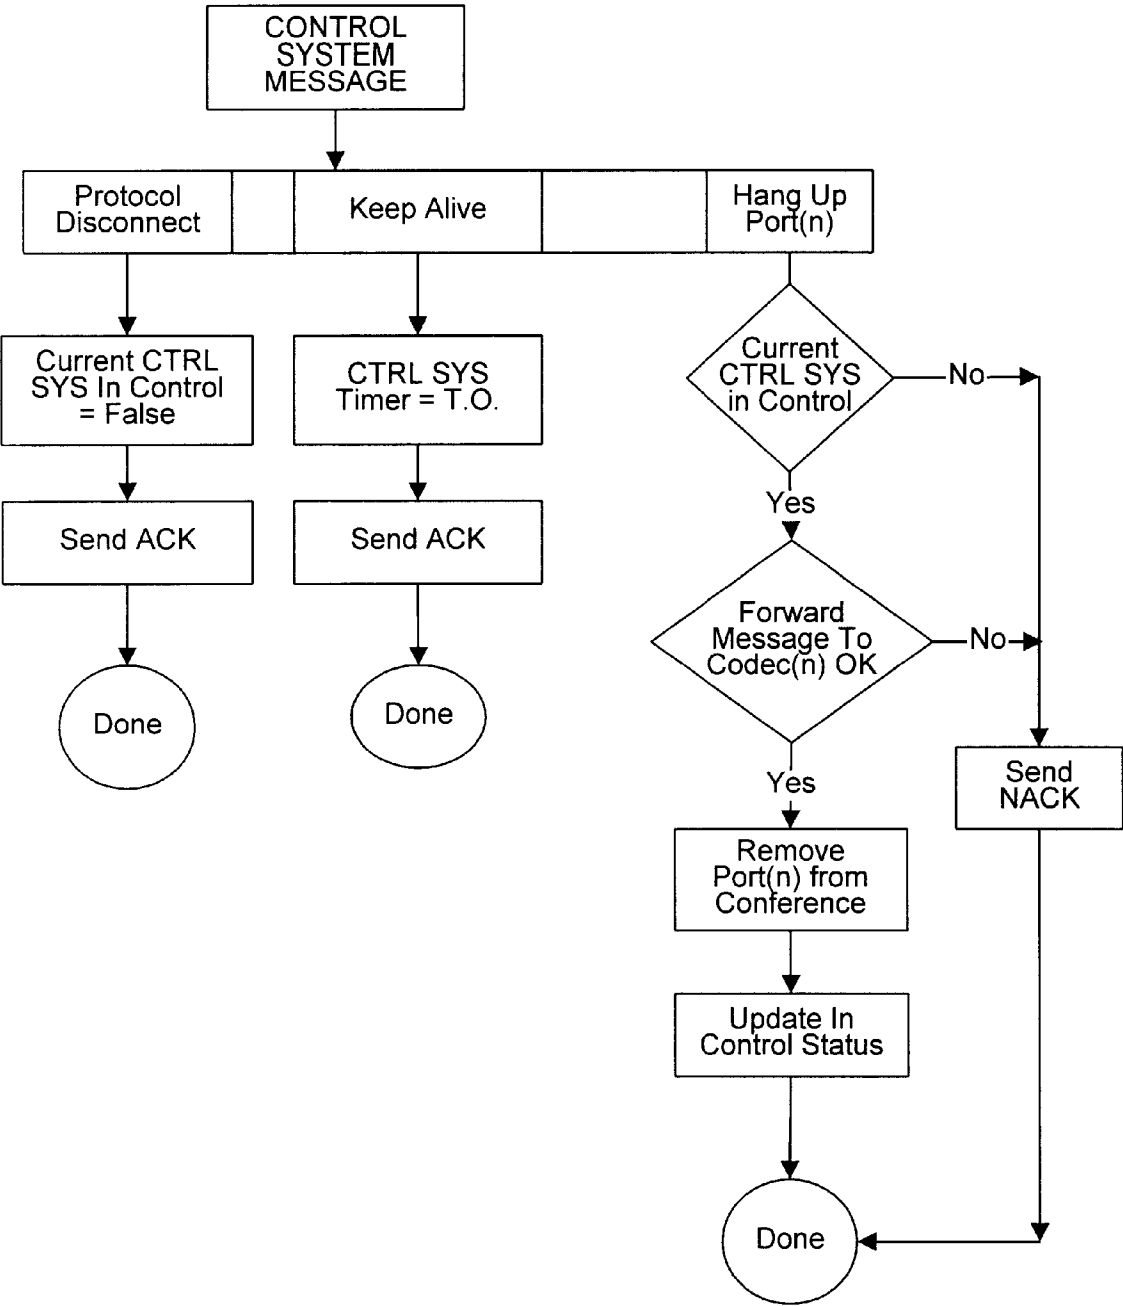 CONTROL
SYSTEM
MESSAGE
Protocol
Disconnect
Keep Alive
Hang Up
Port(n)
Current CTRL
SYS In Control
= False
CTRL SYS
Timer = T.O.
Current
CTRL SYS
in Control
No
Yes
Send ACK
Send ACK
Forward
Message To
Codec(n) OK
No
Done
Done
Yes
Send
NACK
Remove
Port(n) from
Conference
Update In
Control Status
Done